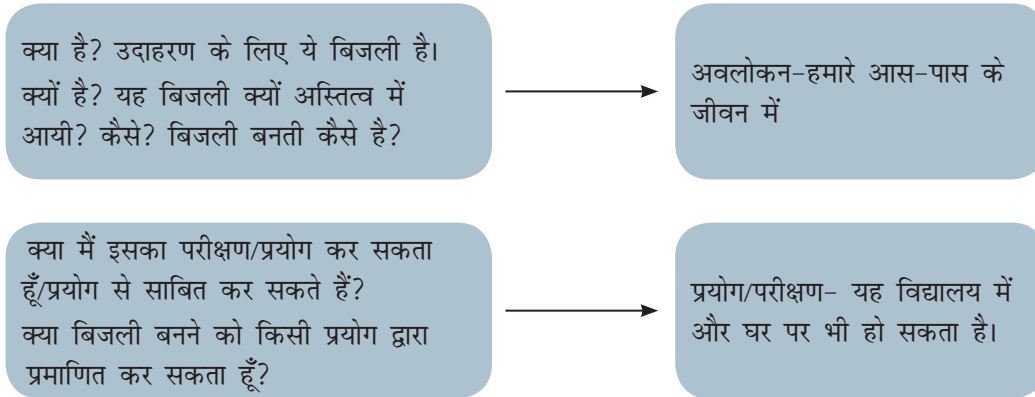 क्या है? उदाहरण के लिए ये बिजली है।
क्यों है? यह बिजली क्यों अस्तित्व में
आयी? कैसे? बिजली बनती कैसे है?
अवलोकन-हमारे आस-पास के
जीवन में
क्या मैं इसका परीक्षण/प्रयोग कर सकता
हूँ/प्रयोग से साबित कर सकते हैं?
क्या बिजली बनने को किसी प्रयोग द्वारा
प्रमाणित कर सकता हूँ?
प्रयोग/परीक्षण- यह विद्यालय में
और घर पर भी हो सकता है।